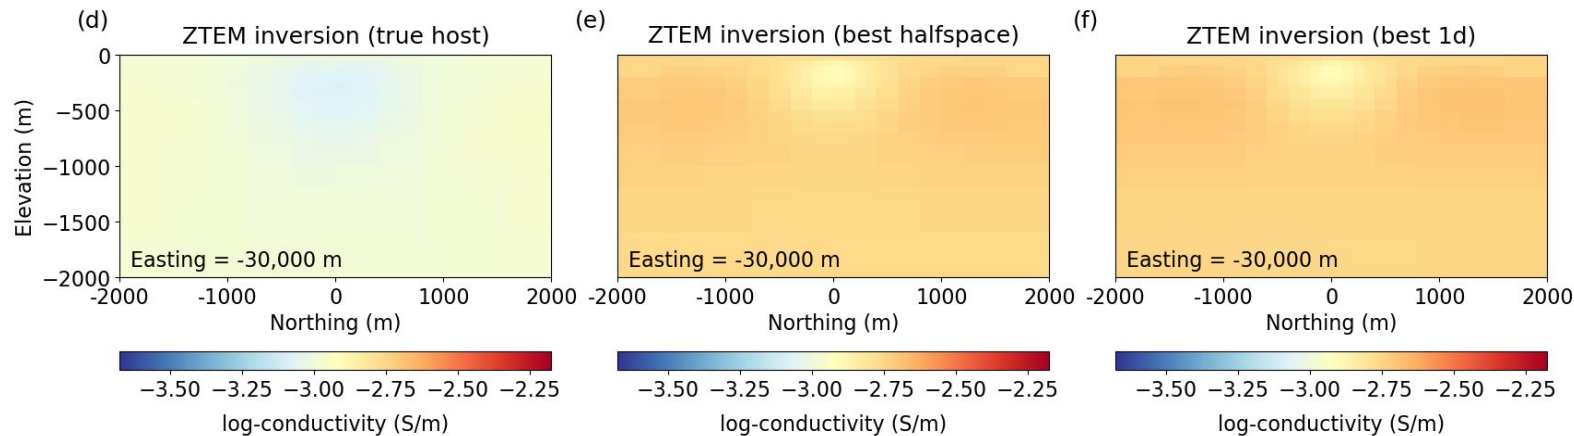 (d)
ZTEM inversion (true host)
(e)
ZTEM inversion (best halfspace)
(f)
ZTEM inversion (best 1d)
Elevation (m)
0
−500
−1000
−1500
−2000
Easting = -30,000 m
-2000 -1000 0 1000 2000
Northing (m)
Easting = -30,000 m
-2000 -1000 0 1000 2000
Northing (m)
Easting = -30,000 m
-2000 -1000 0 1000 2000
Northing (m)
−3.50 −3.25 −3.00 −2.75 −2.50 −2.25
log-conductivity (S/m)
−3.50 −3.25 −3.00 −2.75 −2.50 −2.25
log-conductivity (S/m)
−3.50 −3.25 −3.00 −2.75 −2.50 −2.25
log-conductivity (S/m)